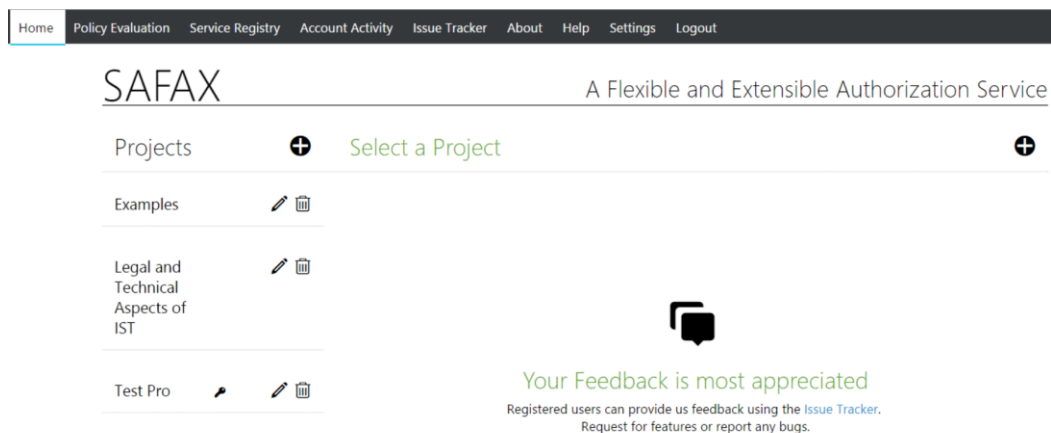 Home Policy Evaluation Service Registry Account Activity Issue Tracker About Help Settings Logout
SAFAX
A Flexible and Extensible Authorization Service
Projects
Select a Project
Examples
Legal and
Technical
Aspects of
IST
Test Pro
Your Feedback is most appreciated
Registered users can provide us feedback using the Issue Tracker.
Request for features or report any bugs.